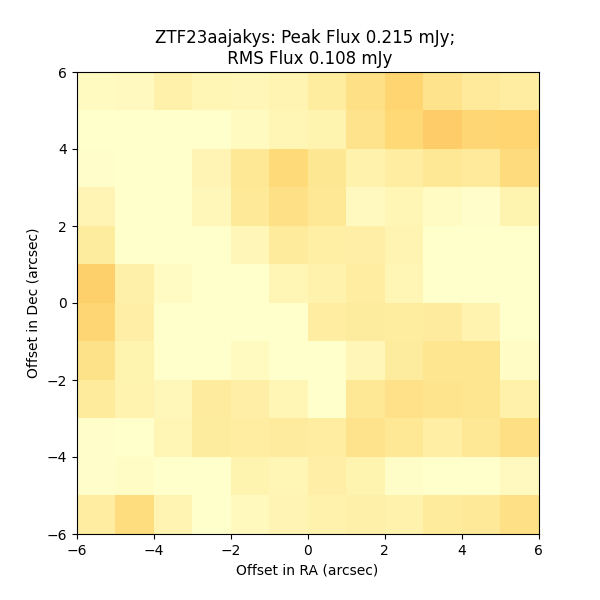 ZTF23aajakys: Peak Flux 0.215 mJy;
RMS Flux 0.108 mJy
6
4
2
0
−2
−4
−6
Offset in Dec (arcsec)
−6 −4 −2 0 2 4 6
Offset in RA (arcsec)